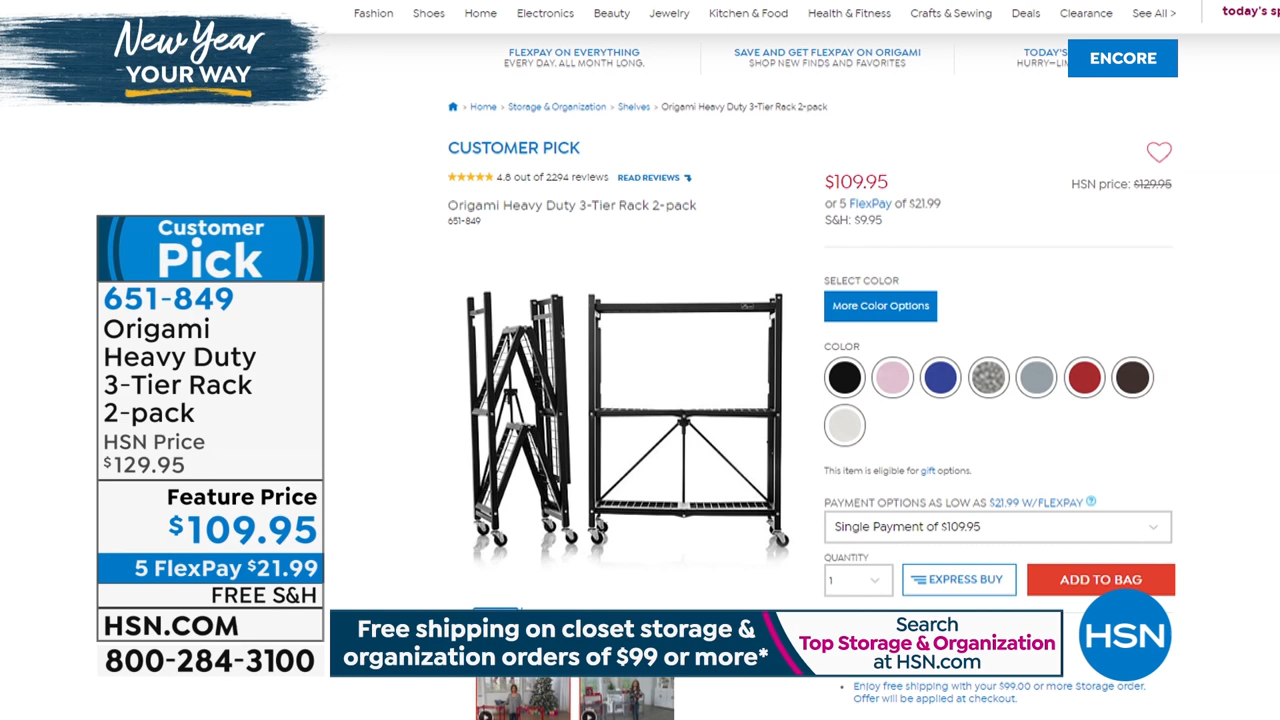 New Year
YOUR WAY
Fashion Shoes Home Electronics Beauty Jewelry Kitchen & Food Health & Fitness Crafts & Sewing Deals Clearance See All >
today's sp
FLEXPAY ON EVERYTHING
EVERY DAY. ALL MONTH LONG.
SAVE AND GET FLEXPAY ON ORIGAMI
SHOP NEW FINDS AND FAVORITES
TODAY'S
HURRY—LIM
ENCORE
> Home > Storage & Organization > Shelves > Origami Heavy Duty 3-Tier Rack 2-pack
CUSTOMER PICK
4.8 out of 2294 reviews READ REVIEWS
Origami Heavy Duty 3-Tier Rack 2-pack
651-849
$109.95
HSN price: $129.95
or 5 FlexPay of $21.99
S&H: $9.95
SELECT COLOR
More Color Options
COLOR
This item is eligible for gift options.
PAYMENT OPTIONS AS LOW AS $21.99 W/FLEXPAY ?
Single Payment of $109.95
QUANTITY
1
EXPRESS BUY
ADD TO BAG
Customer
Pick
651-849
Origami
Heavy Duty
3-Tier Rack
2-pack
HSN Price
$129.95
Feature Price
$109.95
5 FlexPay $21.99
FREE S&H
HSN.COM
800-284-3100
Free shipping on closet storage &
organization orders of $99 or more*
Search
Top Storage & Organization
at HSN.com
HSN
• Enjoy free shipping with your $99.00 or more Storage order.
Offer will be applied at checkout.